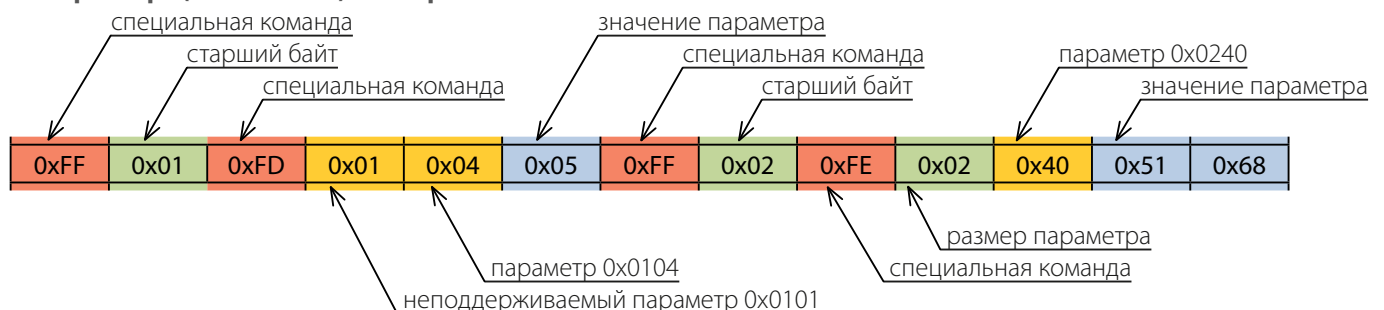 специальная команда значение параметра
старший байт специальная команда параметр 0x0240
специальная команда старший байт значение параметра
0xFF 0x01 0xFD 0x01 0x04 0x05 0xFF 0x02 0xFE 0x02 0x40 0x51 0x68
размер параметра
параметр 0x0104 специальная команда
неподдерживаемый параметр 0x0101